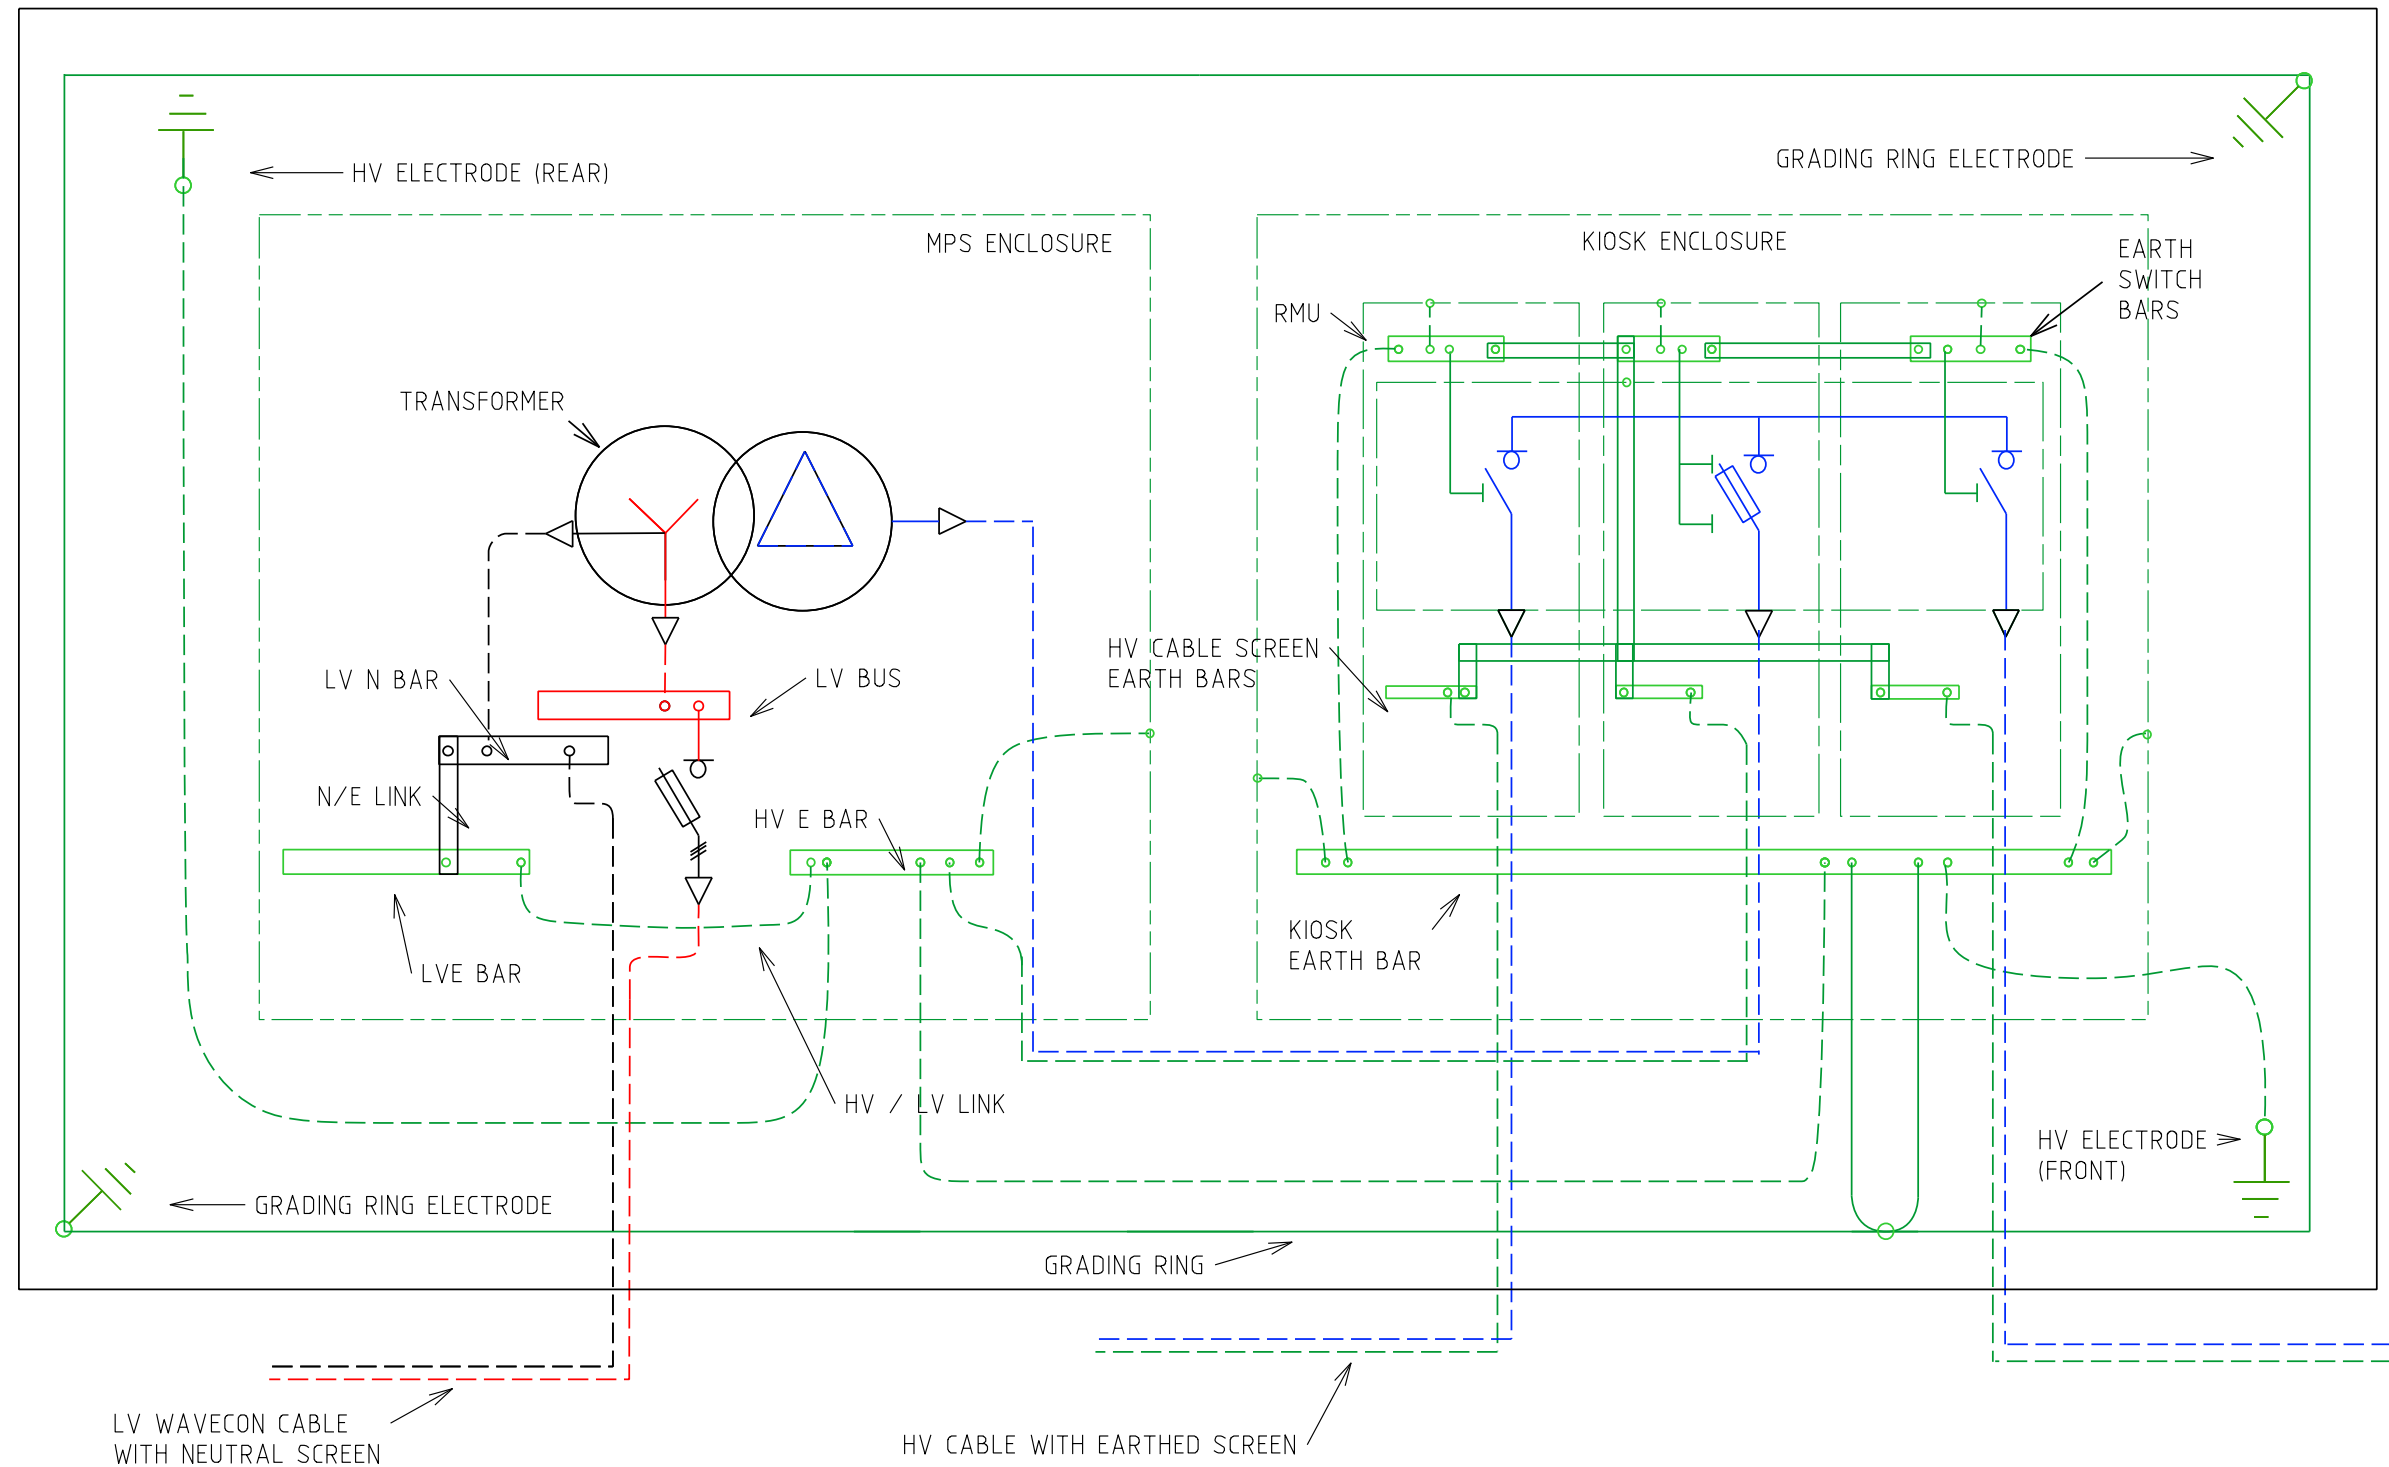 HV ELECTRODE (REAR)
GRADING RING ELECTRODE
MPS ENCLOSURE
KIOSK ENCLOSURE
EARTH
SWITCH
BARS
RMU
TRANSFORMER
HV CABLE SCREEN
EARTH BARS
LV N BAR
LV BUS
N/E LINK
HV E BAR
KIOSK
EARTH BAR
LVE BAR
HV / LV LINK
HV ELECTRODE
(FRONT)
GRADING RING ELECTRODE
GRADING RING
LV WAVECON CABLE
WITH NEUTRAL SCREEN
HV CABLE WITH EARTHED SCREEN